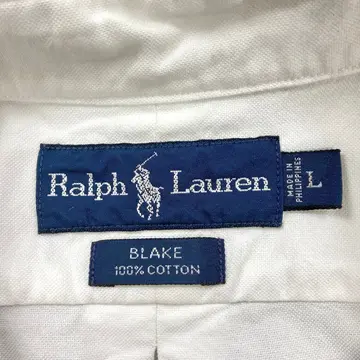 Ralph Lauren
MADE IN
PHILIPPINES
L
BLAKE
100% COTTON